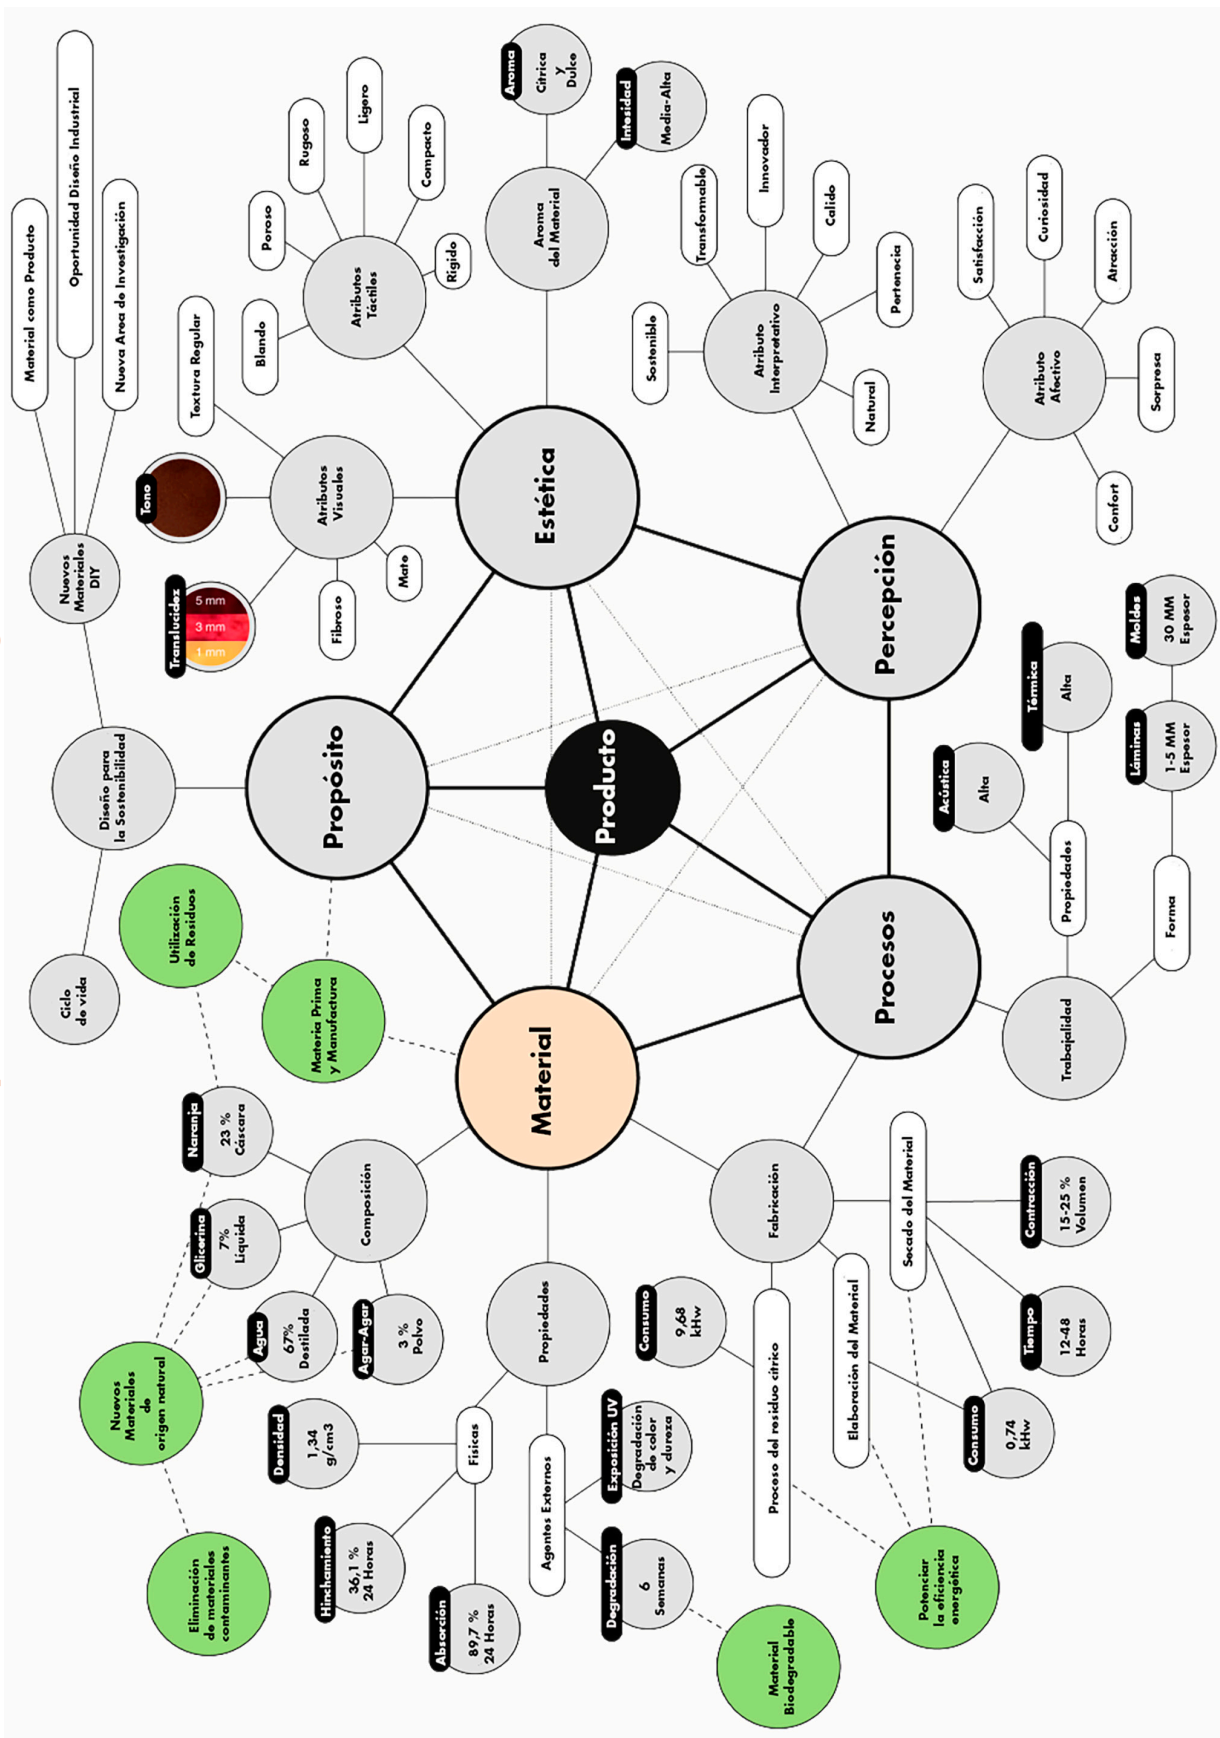 Eliminación
de materiales
contaminantes
Nuevos
Materiales
de
origen natural
Utilización
de Residuos
Materia Prima
y Manufactura
Ciclo
de vida
Diseño para
la Sostenibilidad
Nuevos
Materiales
DIY
Material como Producto
Oportunidad Diseño Industrial
Nueva Area de Investigación
Naranja
23 %
Cáscara
Glicerina
7%
Liquida
Agua
67%
Destilada
Agar-Agar
3 %
Polvo
Composición
Material
Propósito
Producto
Estética
Percepción
Procesos
Translucidez
1 mm
3 mm
5 mm
Tono
Textura Regular
Atributos
Visuales
Fibroso
Mate
Blando
Poroso
Rugoso
Ligero
Compacto
Rígido
Atributos
Táctiles
Aroma
del Material
Aroma
Cítrica
y
Dulce
Intesidad
Media-Alta
Sostenible
Transformable
Innovador
Calido
Pertenecia
Natural
Atributo
Interpretativo
Satisfacción
Curiosidad
Atracción
Sorpresa
Confort
Atributo
Afectivo
Densidad
1,34
g/cm3
Hinchamiento
36,1 %
24 Horas
Absorción
89,7 %
24 Horas
Físicas
Propiedades
Agentes Externos
Exposición UV
Degradación
de color
y dureza
Degradación
6
Semanas
Material
Biodegradable
Fabricación
Consumo
9,68
kHw
Proceso del residuo cítrico
Elaboración del Material
Secado del Material
Consumo
0,74
kHw
Tiempo
12-48
Horas
Contracción
15-25 %
Volumen
Potenciar
la eficiencia
energética
Trabajalidad
Propiedades
Acústica
Alta
Térmica
Alta
Forma
Láminas
1-5 MM
Espesor
Moldes
30 MM
Espesor